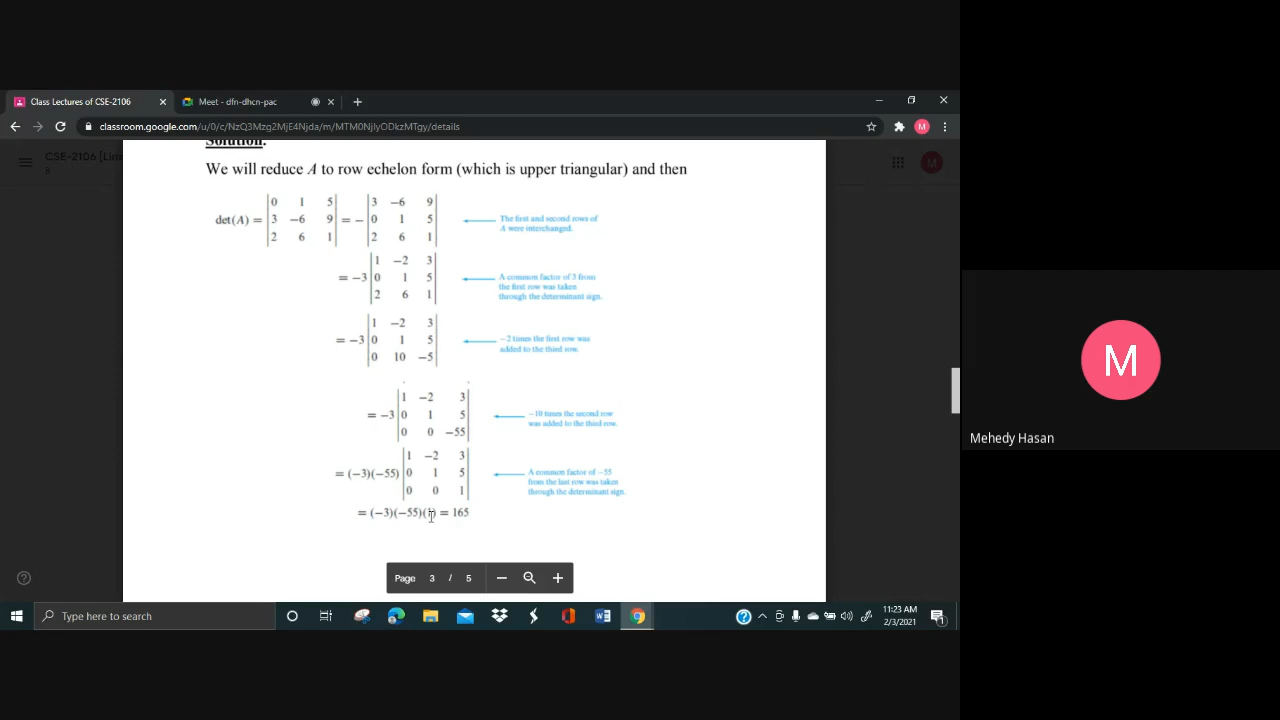 Class Lectures of CSE-2106
Meet - dfn-dhcn-pac
classroom.google.com/u/0/c/NzQ3Mzg2MjE4Njda/m/MTM0NjIyODkzMTgy/details
CSE-2106
Solution:
We will reduce A to row echelon form (which is upper triangular) and then
det(A) = | 0 1 5 | = − | 3 −6 9 |
| 3 −6 9 | | 0 1 5 |
| 2 6 1 | | 2 6 1 |
The first and second rows of
A were interchanged.
= −3 | 1 −2 3 |
| 0 1 5 |
| 2 6 1 |
A common factor of 3 from
the first row was taken
through the determinant sign.
= −3 | 1 −2 3 |
| 0 1 5 |
| 0 10 −5 |
−2 times the first row was
added to the third row.
= −3 | 1 −2 3 |
| 0 1 5 |
| 0 0 −55 |
−10 times the second row
was added to the third row.
= (−3)(−55) | 1 −2 3 |
| 0 1 5 |
| 0 0 1 |
A common factor of −55
from the last row was taken
through the determinant sign.
= (−3)(−55)(1) = 165
Page 3 / 5
Type here to search
11:23 AM
2/3/2021
M
Mehedy Hasan